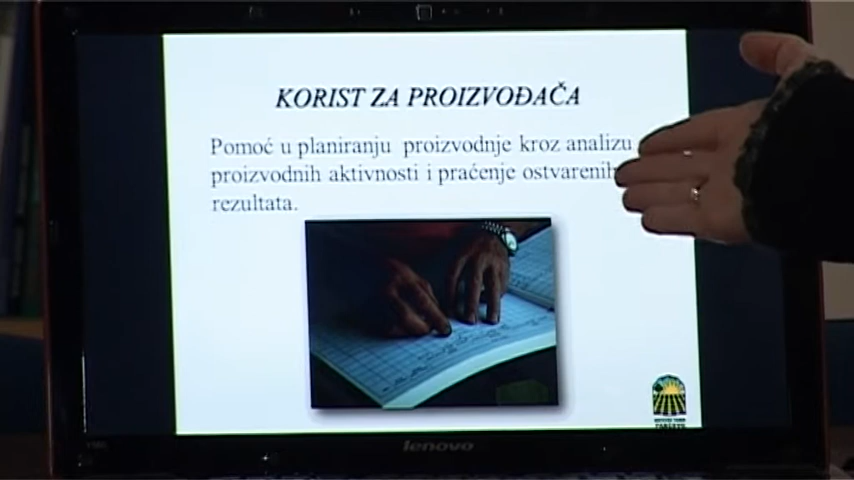 KORIST ZA PROIZVOĐAČA
Pomoć u planiranju proizvodnje kroz analizu
proizvodnih aktivnosti i praćenje ostvarenih
rezultata.
lenovo